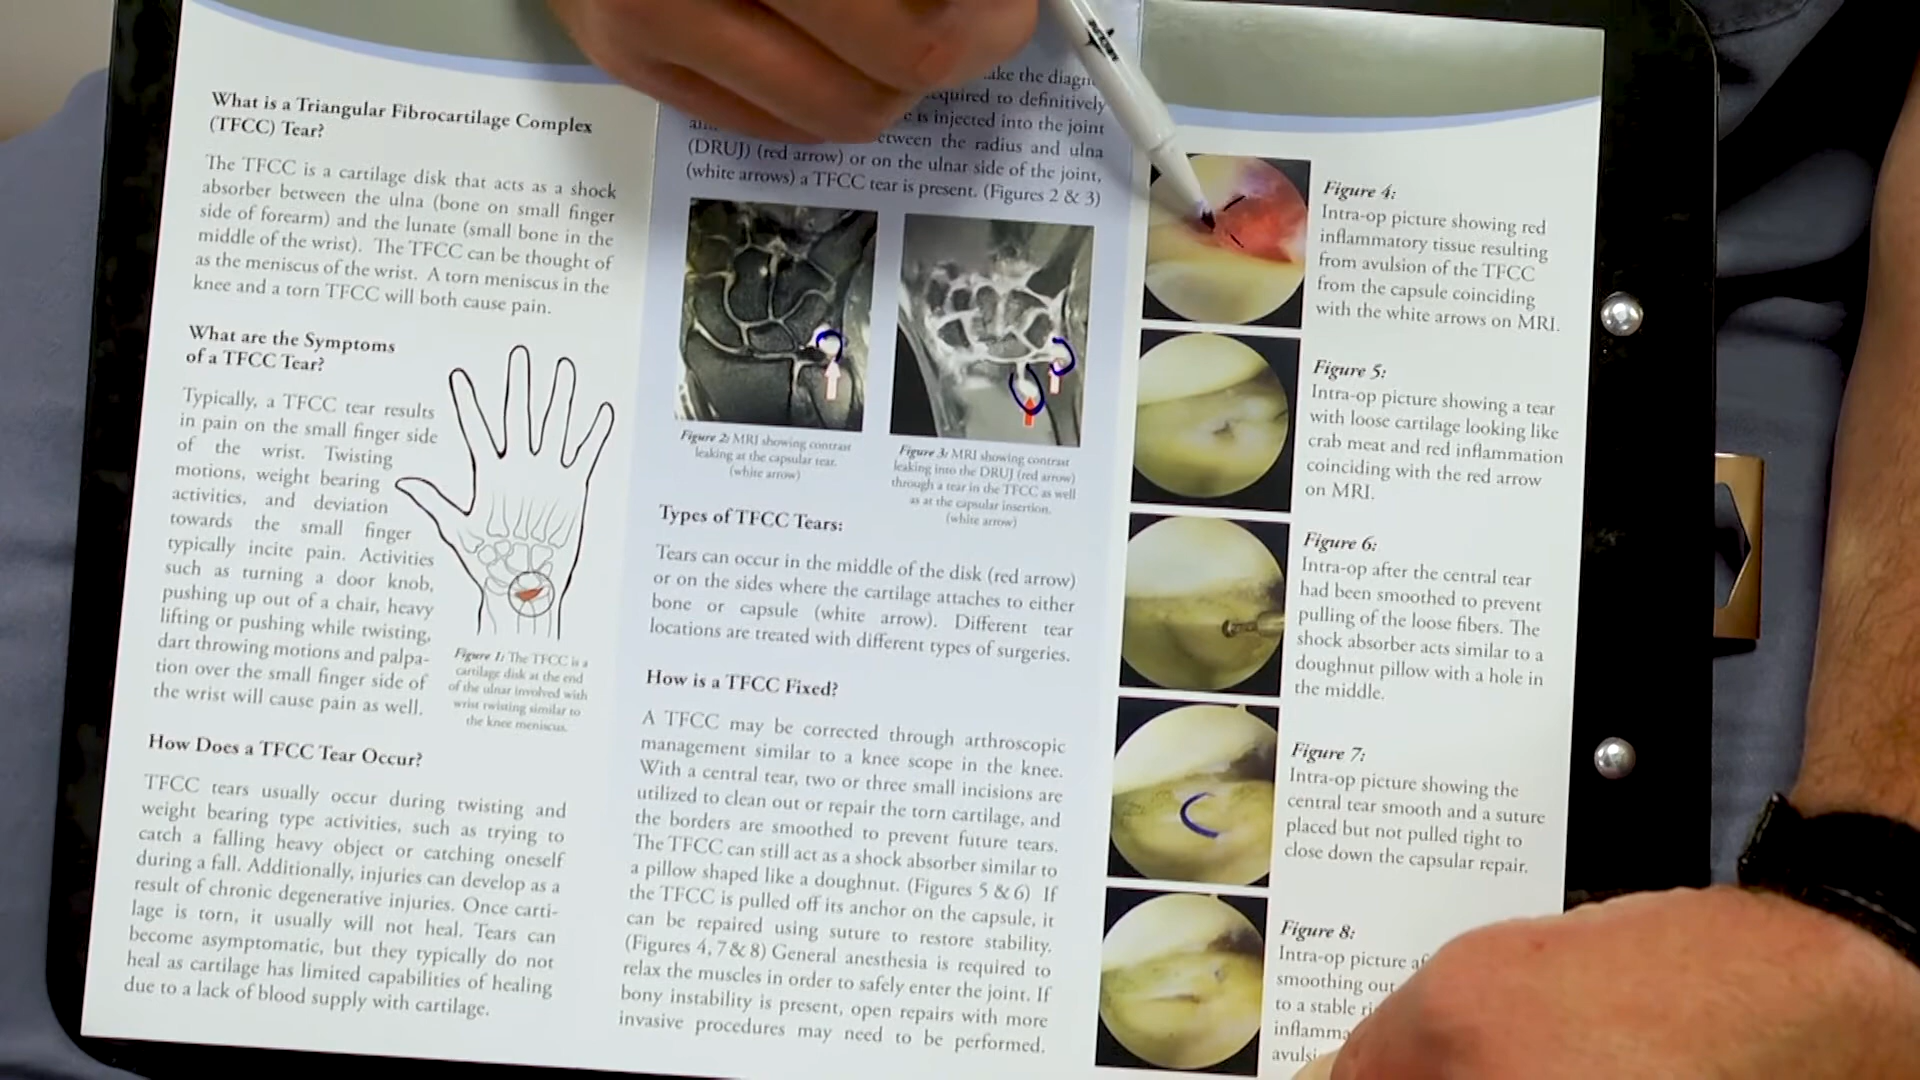 What is a Triangular Fibrocartilage Complex
(TFCC) Tear?
The TFCC is a cartilage disk that acts as a shock
absorber between the ulna (bone on small finger
side of forearm) and the lunate (small bone in the
middle of the wrist). The TFCC can be thought of
as the meniscus of the wrist. A torn meniscus in the
knee and a torn TFCC will both cause pain.
What are the Symptoms
of a TFCC Tear?
Typically, a TFCC tear results
in pain on the small finger side
of the wrist. Twisting
motions, weight bearing
activities, and deviation
towards the small finger
typically incite pain. Activities
such as turning a door knob,
pushing up out of a chair, heavy
lifting or pushing while twisting,
dart throwing motions and palpa-
tion over the small finger side of
the wrist will cause pain as well.
Figure 1: The TFCC is a
cartilage disk at the end
of the ulnar involved with
wrist twisting similar to
the knee meniscus.
How Does a TFCC Tear Occur?
TFCC tears usually occur during twisting and
weight bearing type activities, such as trying to
catch a falling heavy object or catching oneself
during a fall. Additionally, injuries can develop as a
result of chronic degenerative injuries. Once carti-
lage is torn, it usually will not heal. Tears can
become asymptomatic, but they typically do not
heal as cartilage has limited capabilities of healing
due to a lack of blood supply with cartilage.
the
to definitively
is injected into the joint
the radius and ulna
(DRUJ) (red arrow) or on the ulnar side of the joint,
(white arrows) a TFCC tear is present. (Figures 2 & 3)
Figure 2: MRI showing contrast
leaking at the capsular tear.
(white arrow)
Figure 3: MRI showing contrast
leaking into the DRUJ (red arrow)
through a tear in the TFCC as well
as at the capsular insertion.
(white arrow)
Types of TFCC Tears:
Tears can occur in the middle of the disk (red arrow)
or on the sides where the cartilage attaches to either
bone or capsule (white arrow). Different tear
locations are treated with different types of surgeries.
How is a TFCC Fixed?
A TFCC may be corrected through arthroscopic
management similar to a knee scope in the knee.
With a central tear, two or three small incisions are
utilized to clean out or repair the torn cartilage, and
the borders are smoothed to prevent future tears.
The TFCC can still act as a shock absorber similar to
a pillow shaped like a doughnut. (Figures 5 & 6) If
the TFCC is pulled off its anchor on the capsule, it
can be repaired using suture to restore stability.
(Figures 4, 7 & 8) General anesthesia is required to
relax the muscles in order to safely enter the joint. If
bony instability is present, open repairs with more
invasive procedures may need to be performed.
Figure 4:
Intra-op picture showing red
inflammatory tissue resulting
from avulsion of the TFCC
from the capsule coinciding
with the white arrows on MRI.
Figure 5:
Intra-op picture showing a tear
with loose cartilage looking like
crab meat and red inflammation
coinciding with the red arrow
on MRI.
Figure 6:
Intra-op after the central tear
had been smoothed to prevent
pulling of the loose fibers. The
shock absorber acts similar to a
doughnut pillow with a hole in
the middle.
Figure 7:
Intra-op picture showing the
central tear smooth and a suture
placed but not pulled tight to
close down the capsular repair.
Figure 8:
Intra-op picture
smoothing out
to a stable